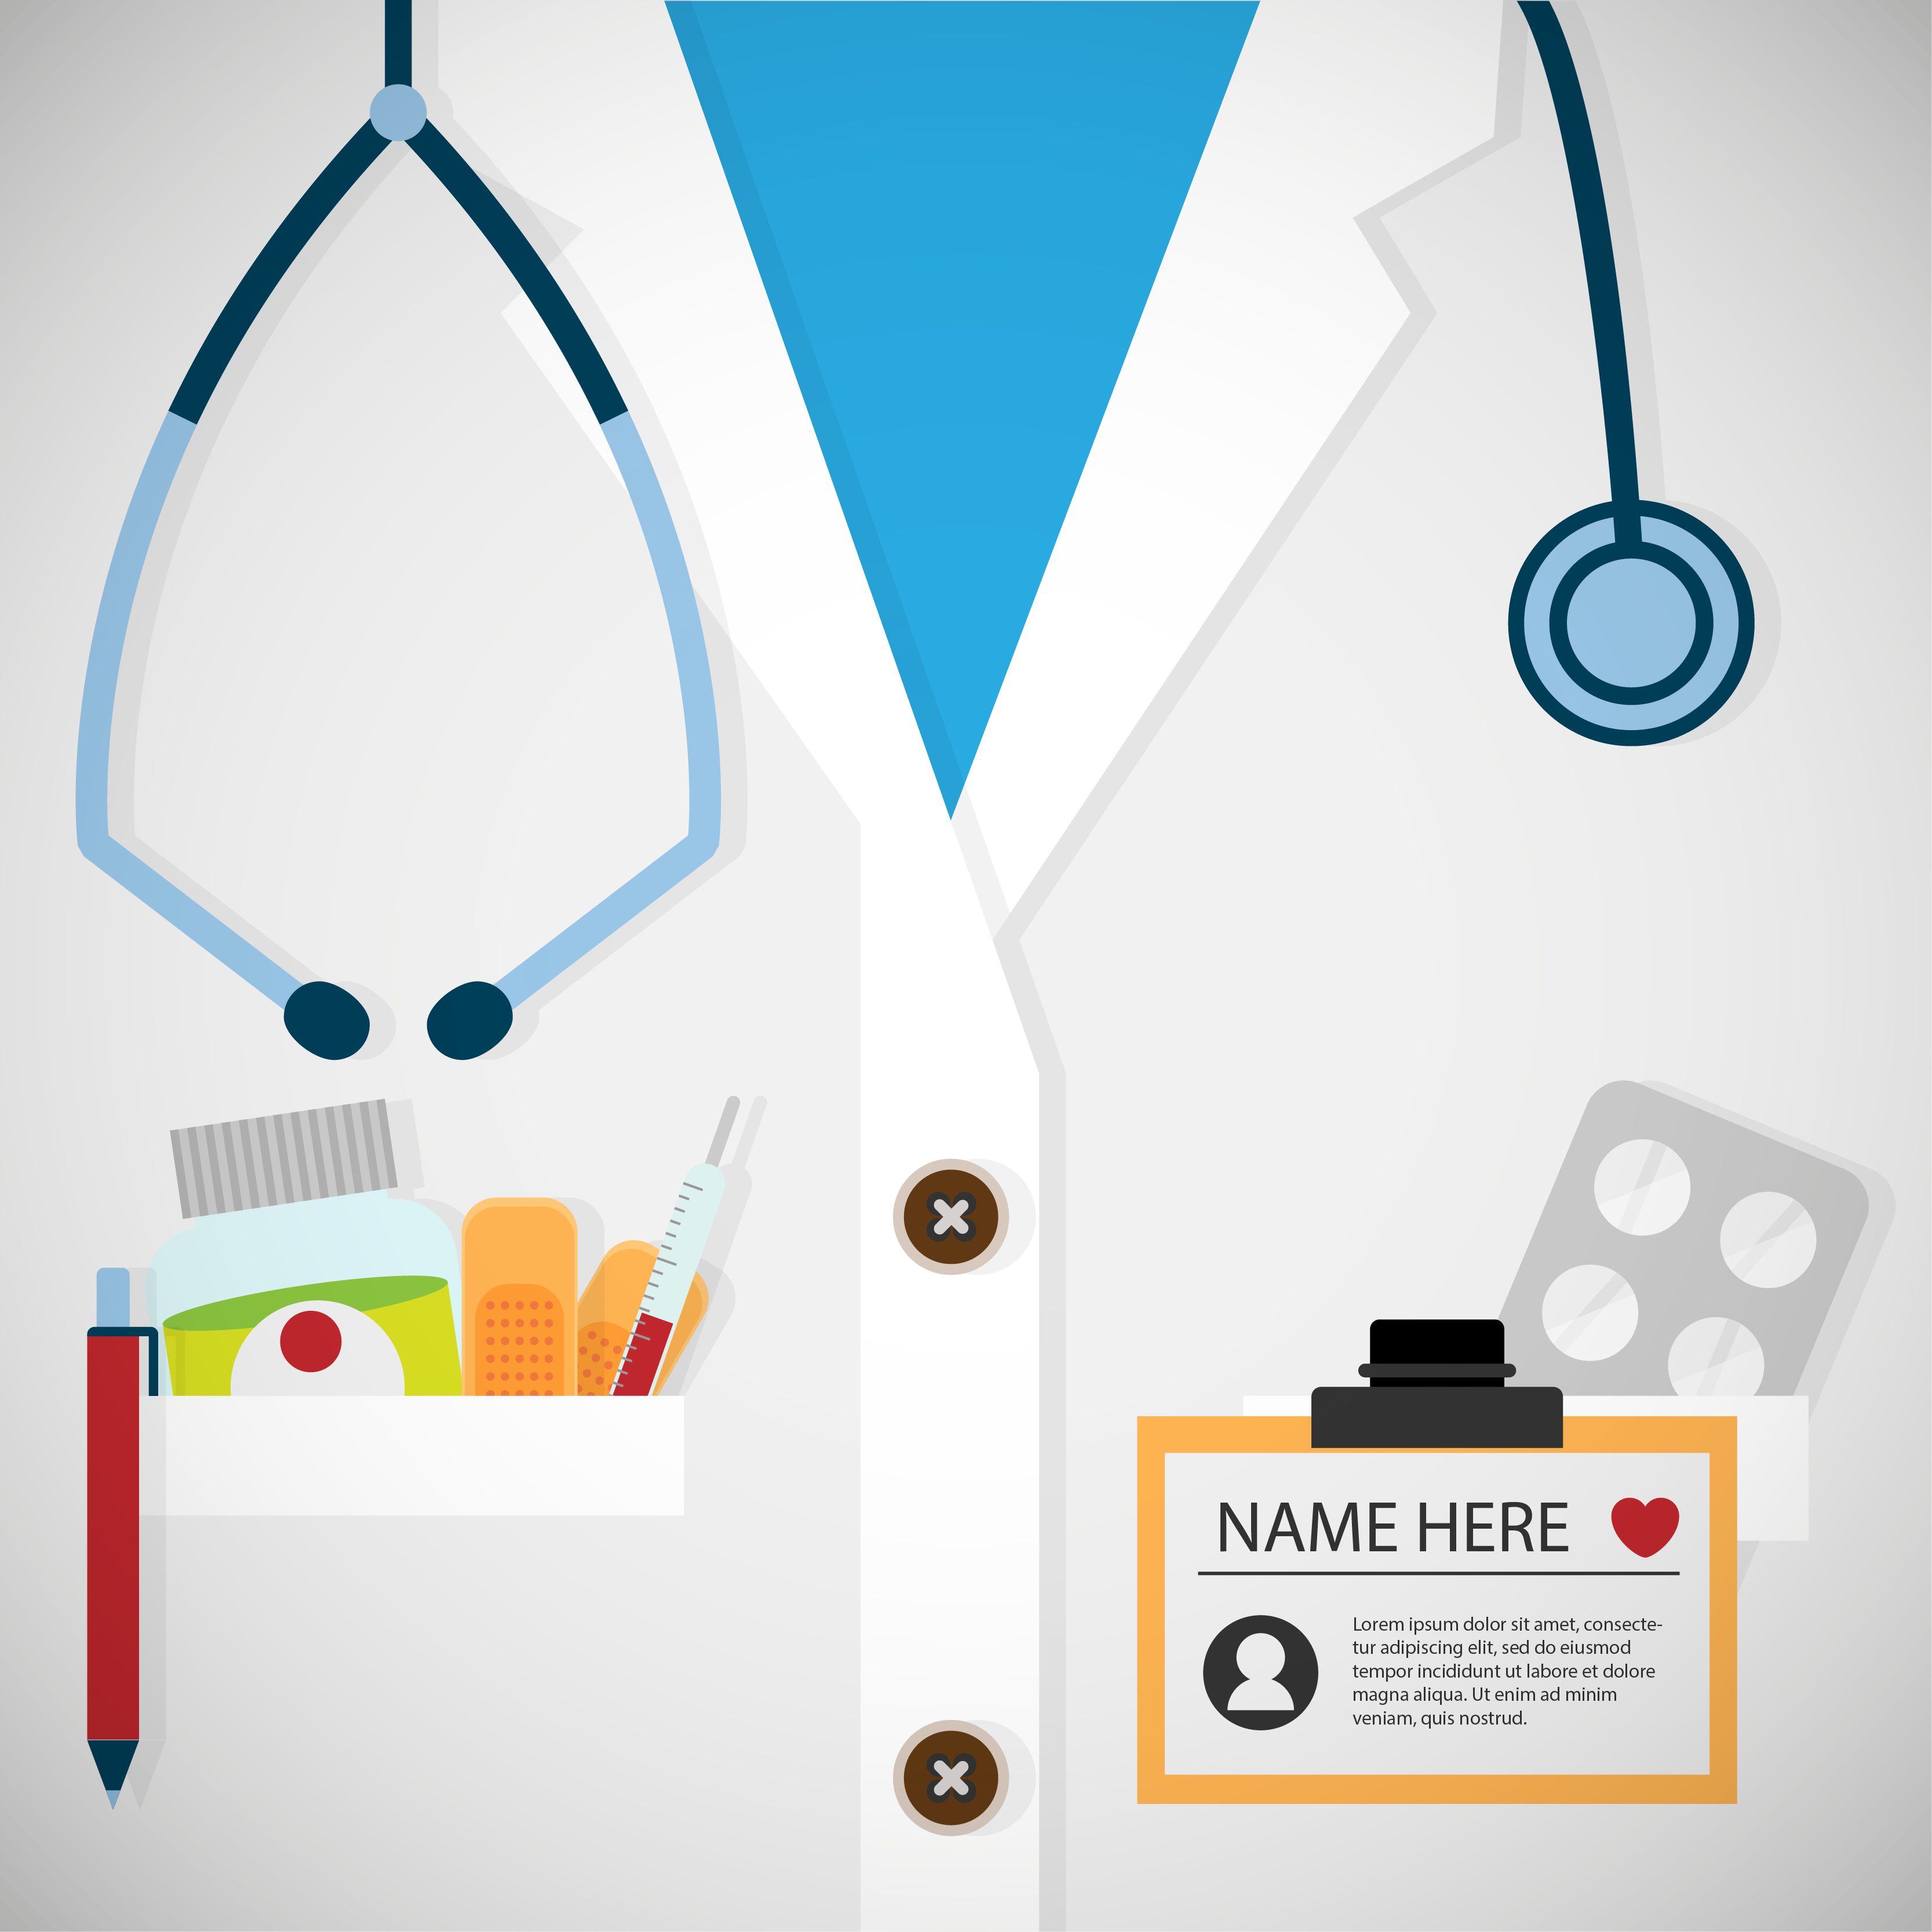 NAME HERE
Lorem ipsum dolor sit amet, consecte-
tur adipiscing elit, sed do eiusmod
tempor incididunt ut labore et dolore
magna aliqua. Ut enim ad minim
veniam, quis nostrud.